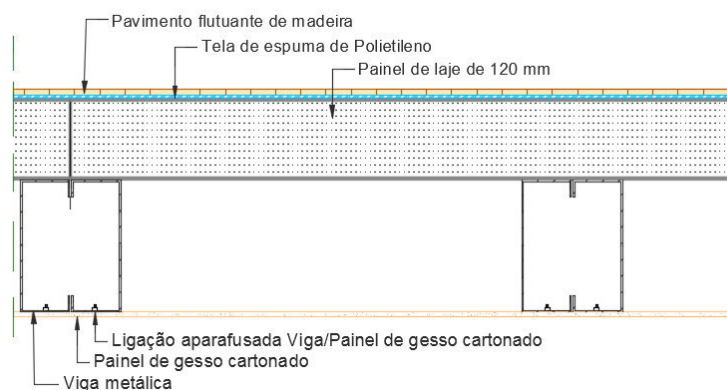 Pavimento flutuante de madeira
Tela de espuma de Polietileno
Painel de laje de 120 mm
Ligação aparafusada Viga/Painel de gesso cartonado
Painel de gesso cartonado
Viga metálica